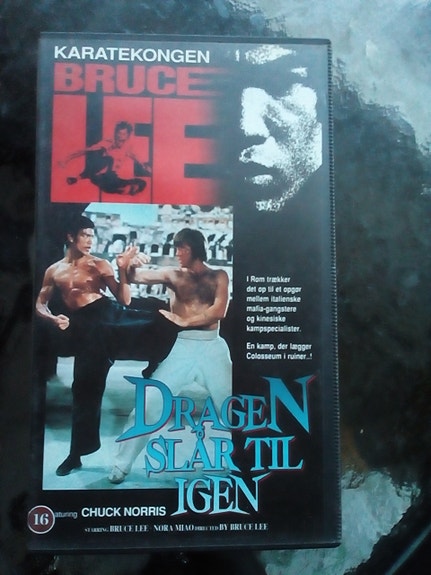 KARATEKONGEN
BRUCE
LEE
I Rom trækker
det op til et opgør
mellem italienske
mafia-gangstere
og kinesiske
kampspecialister.
En kamp, der lægger
Colosseum i ruiner..!
DRAGEN
SLÅR TIL
IGEN
16 aturing CHUCK NORRIS
STARRING BRUCE LEE NORA MIAO DIRECTED BY BRUCE LEE